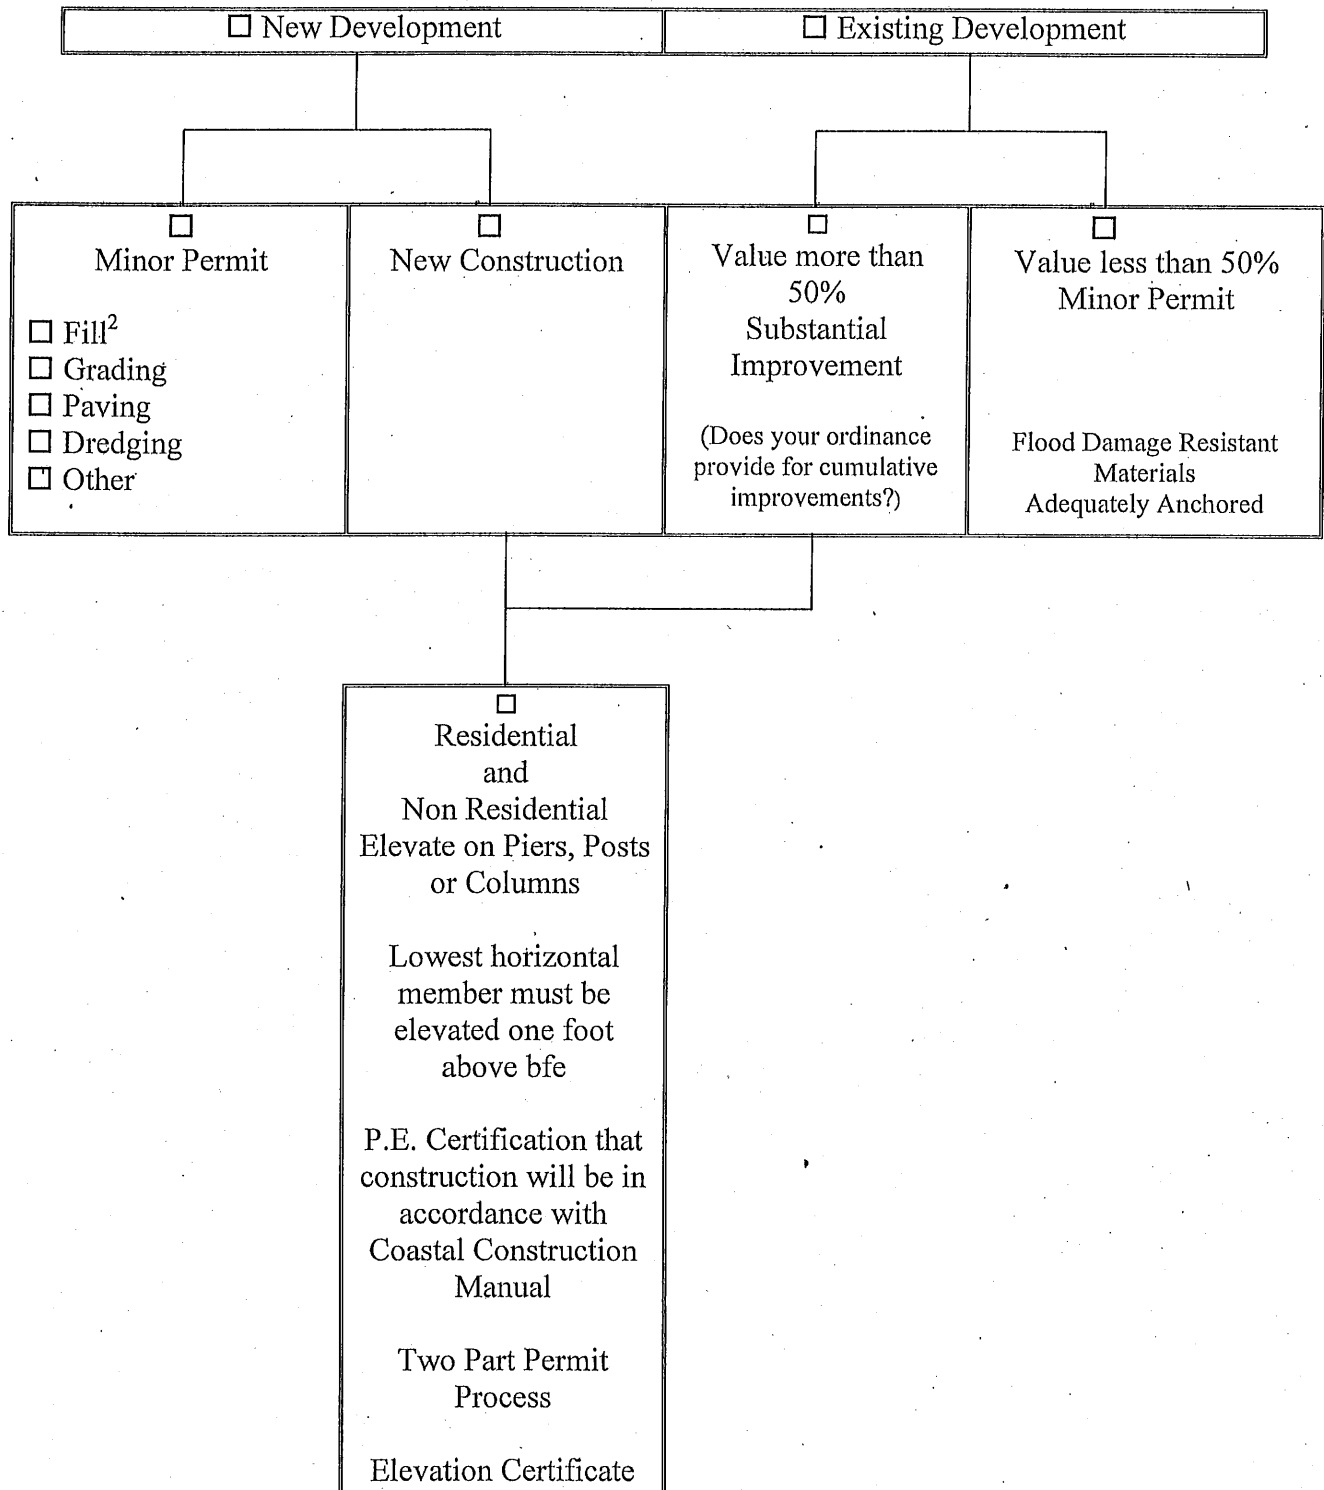 ☐ New Development
☐ Existing Development
☐
Minor Permit
☐ Fill²
☐ Grading
☐ Paving
☐ Dredging
☐ Other
☐
New Construction
☐
Value more than
50%
Substantial
Improvement
(Does your ordinance
provide for cumulative
improvements?)
☐
Value less than 50%
Minor Permit
Flood Damage Resistant
Materials
Adequately Anchored
☐
Residential
and
Non Residential
Elevate on Piers, Posts
or Columns
Lowest horizontal
member must be
elevated one foot
above bfe
P.E. Certification that
construction will be in
accordance with
Coastal Construction
Manual
Two Part Permit
Process
Elevation Certificate